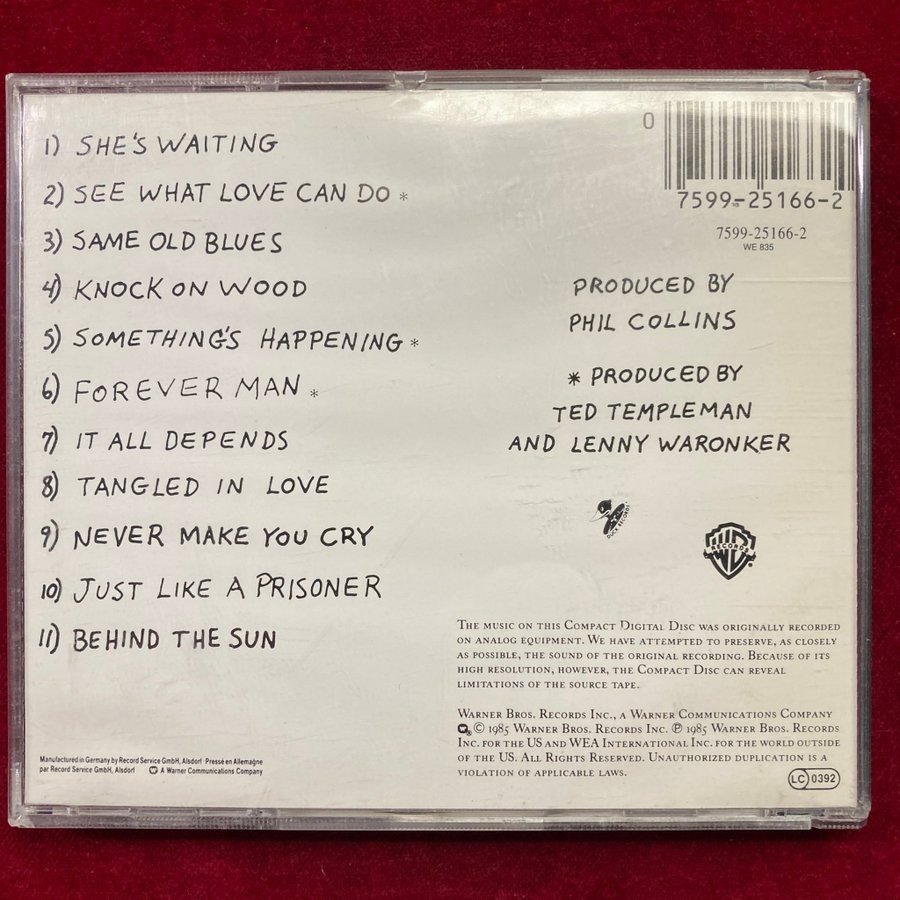 1) SHE'S WAITING
2) SEE WHAT LOVE CAN DO *
3) SAME OLD BLUES
4) KNOCK ON WOOD
5) SOMETHING'S HAPPENING *
6) FOREVER MAN *
7) IT ALL DEPENDS
8) TANGLED IN LOVE
9) NEVER MAKE YOU CRY
10) JUST LIKE A PRISONER
11) BEHIND THE SUN
0
7599-25166-2
7599-25166-2
WE 835
PRODUCED BY
PHIL COLLINS
* PRODUCED BY
TED TEMPLEMAN
AND LENNY WARONKER
DUCK RECORDS
WB RECORDS
THE MUSIC ON THIS COMPACT DIGITAL DISC WAS ORIGINALLY RECORDED
ON ANALOG EQUIPMENT. WE HAVE ATTEMPTED TO PRESERVE, AS CLOSELY
AS POSSIBLE, THE SOUND OF THE ORIGINAL RECORDING. BECAUSE OF ITS
HIGH RESOLUTION, HOWEVER, THE COMPACT DISC CAN REVEAL
LIMITATIONS OF THE SOURCE TAPE.
WARNER BROS. RECORDS INC., A WARNER COMMUNICATIONS COMPANY
© 1985 WARNER BROS. RECORDS INC. ℗ 1985 WARNER BROS. RECORDS
INC. FOR THE US AND WEA INTERNATIONAL INC. FOR THE WORLD OUTSIDE
OF THE US. ALL RIGHTS RESERVED. UNAUTHORIZED DUPLICATION IS A
VIOLATION OF APPLICABLE LAWS.
LC 0392
Manufactured in Germany by Record Service GmbH, Alsdorf Pressé en Allemagne
par Record Service GmbH, Alsdorf A Warner Communications Company